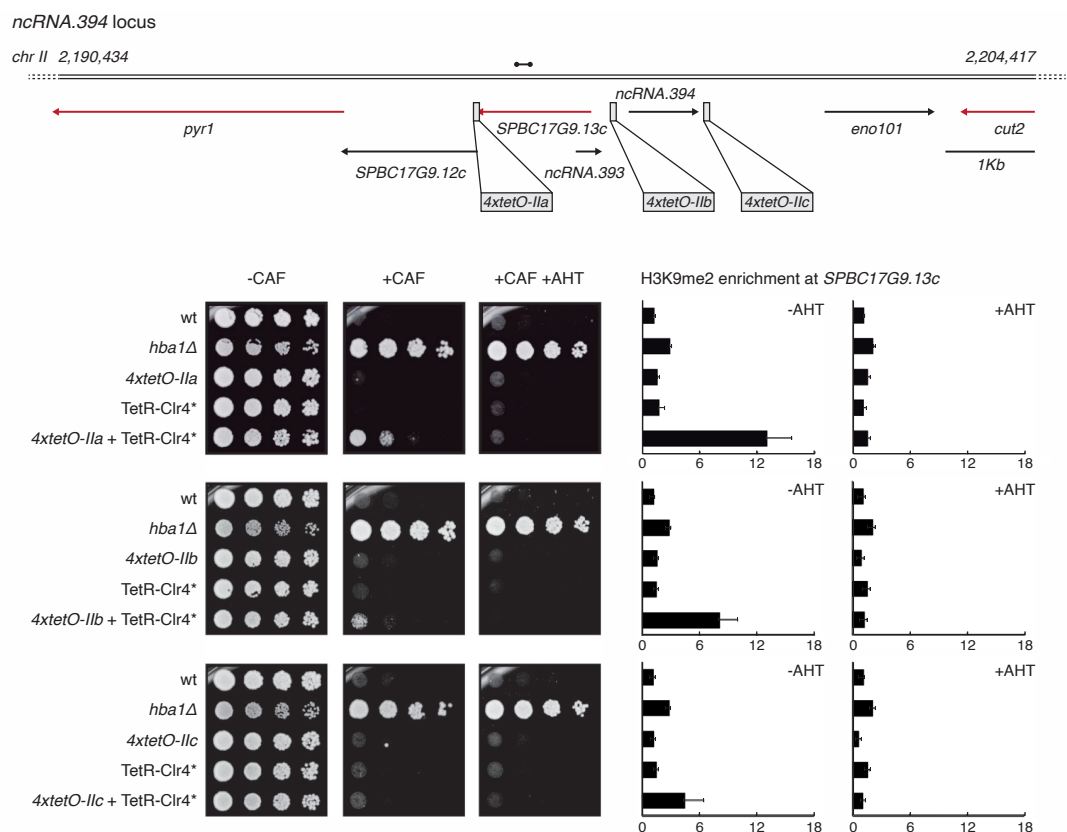 ncRNA.394 locus
chr II 2,190,434 2,204,417
ncRNA.394
pyr1 SPBC17G9.13c eno101 cut2
SPBC17G9.12c ncRNA.393 1Kb
4xtetO-IIa 4xtetO-IIb 4xtetO-IIc
-CAF +CAF +CAF +AHT H3K9me2 enrichment at SPBC17G9.13c
wt -AHT +AHT
hba1Δ
4xtetO-IIa
TetR-Clr4*
4xtetO-IIa + TetR-Clr4*
0 6 12 18 0 6 12 18
wt -AHT +AHT
hba1Δ
4xtetO-IIb
TetR-Clr4*
4xtetO-IIb + TetR-Clr4*
0 6 12 18 0 6 12 18
wt -AHT +AHT
hba1Δ
4xtetO-IIc
TetR-Clr4*
4xtetO-IIc + TetR-Clr4*
0 6 12 18 0 6 12 18